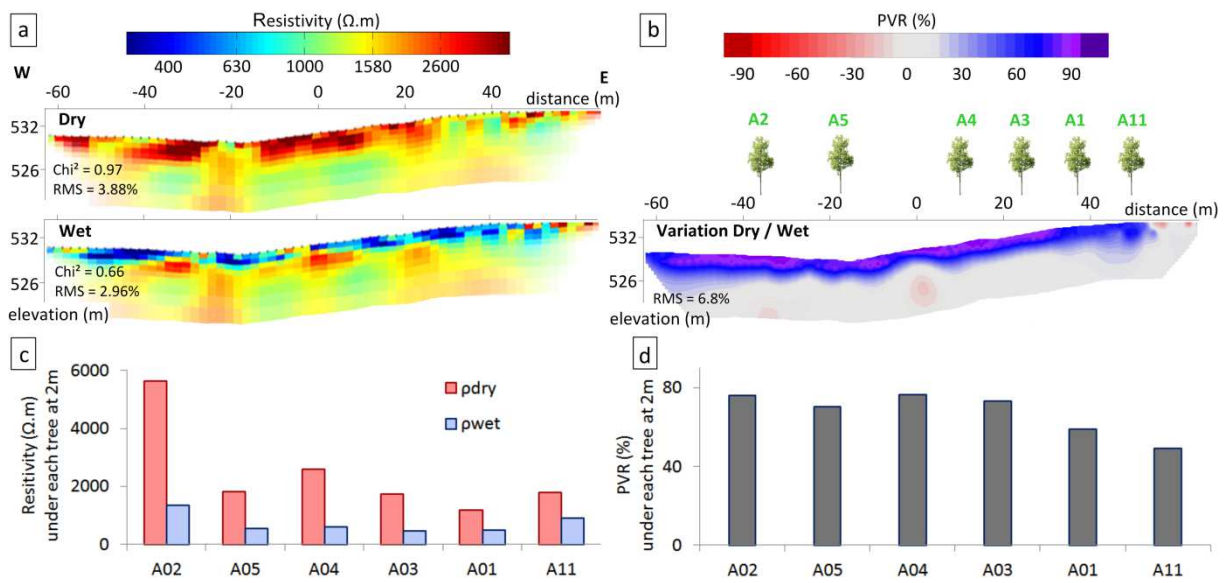 a
Resistivity (Ω.m)
400 630 1000 1580 2600
W
E
-60 -40 -20 0 20 40
distance (m)
532
526
Dry
Chi² = 0.97
RMS = 3.88%
532
526
Wet
Chi² = 0.66
RMS = 2.96%
elevation (m)
b
PVR (%)
-90 -60 -30 0 30 60 90
A2 A5 A4 A3 A1 A11
-60 -40 -20 0 20 40
distance (m)
532
526
Variation Dry / Wet
RMS = 6.8%
elevation (m)
c
Resitivity (Ω.m)
under each tree at 2m
6000
4000
2000
0
ρdry
ρwet
A02 A05 A04 A03 A01 A11
d
PVR (%)
under each tree at 2m
80
40
0
A02 A05 A04 A03 A01 A11